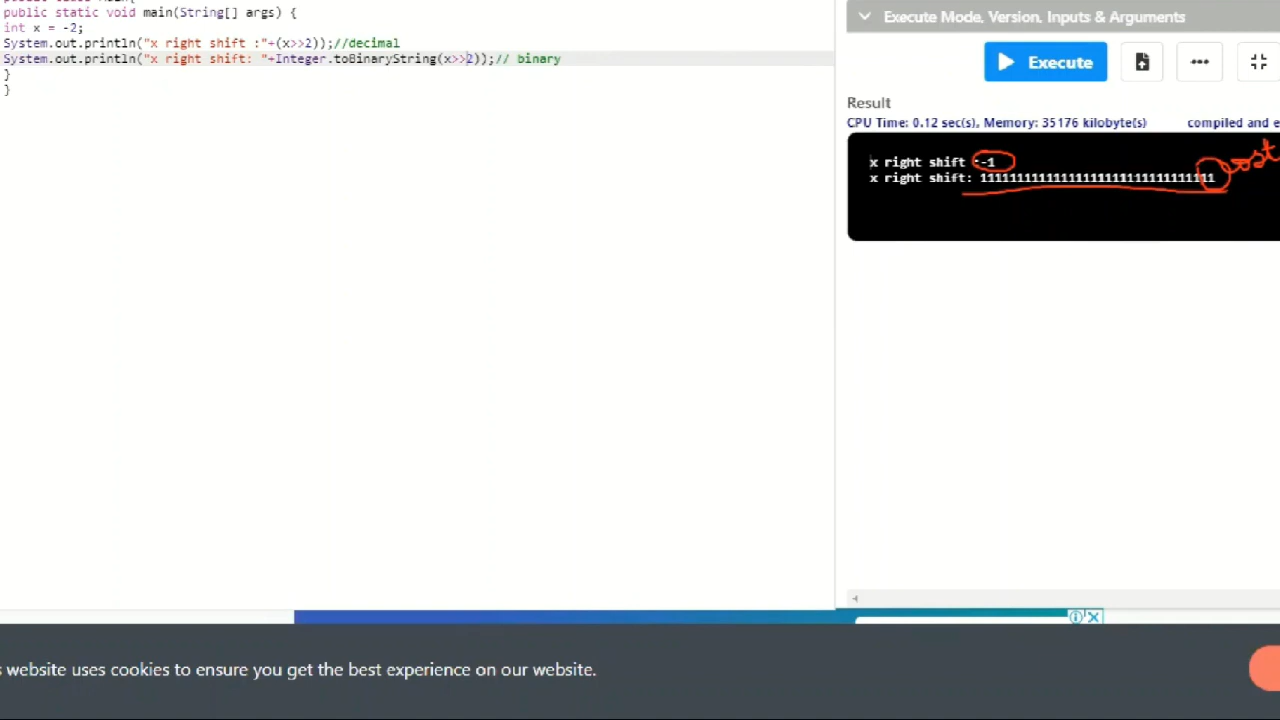 public static void main(String[] args) {
int x = -2;
System.out.println("x right shift :"+(x>>2));//decimal
System.out.println("x right shift: "+Integer.toBinaryString(x>>2));// binary
}
}
Execute Mode, Version, Inputs & Arguments
Execute
Result
CPU Time: 0.12 sec(s), Memory: 35176 kilobyte(s) compiled and e
x right shift :-1
x right shift: 11111111111111111111111111111111
website uses cookies to ensure you get the best experience on our website.